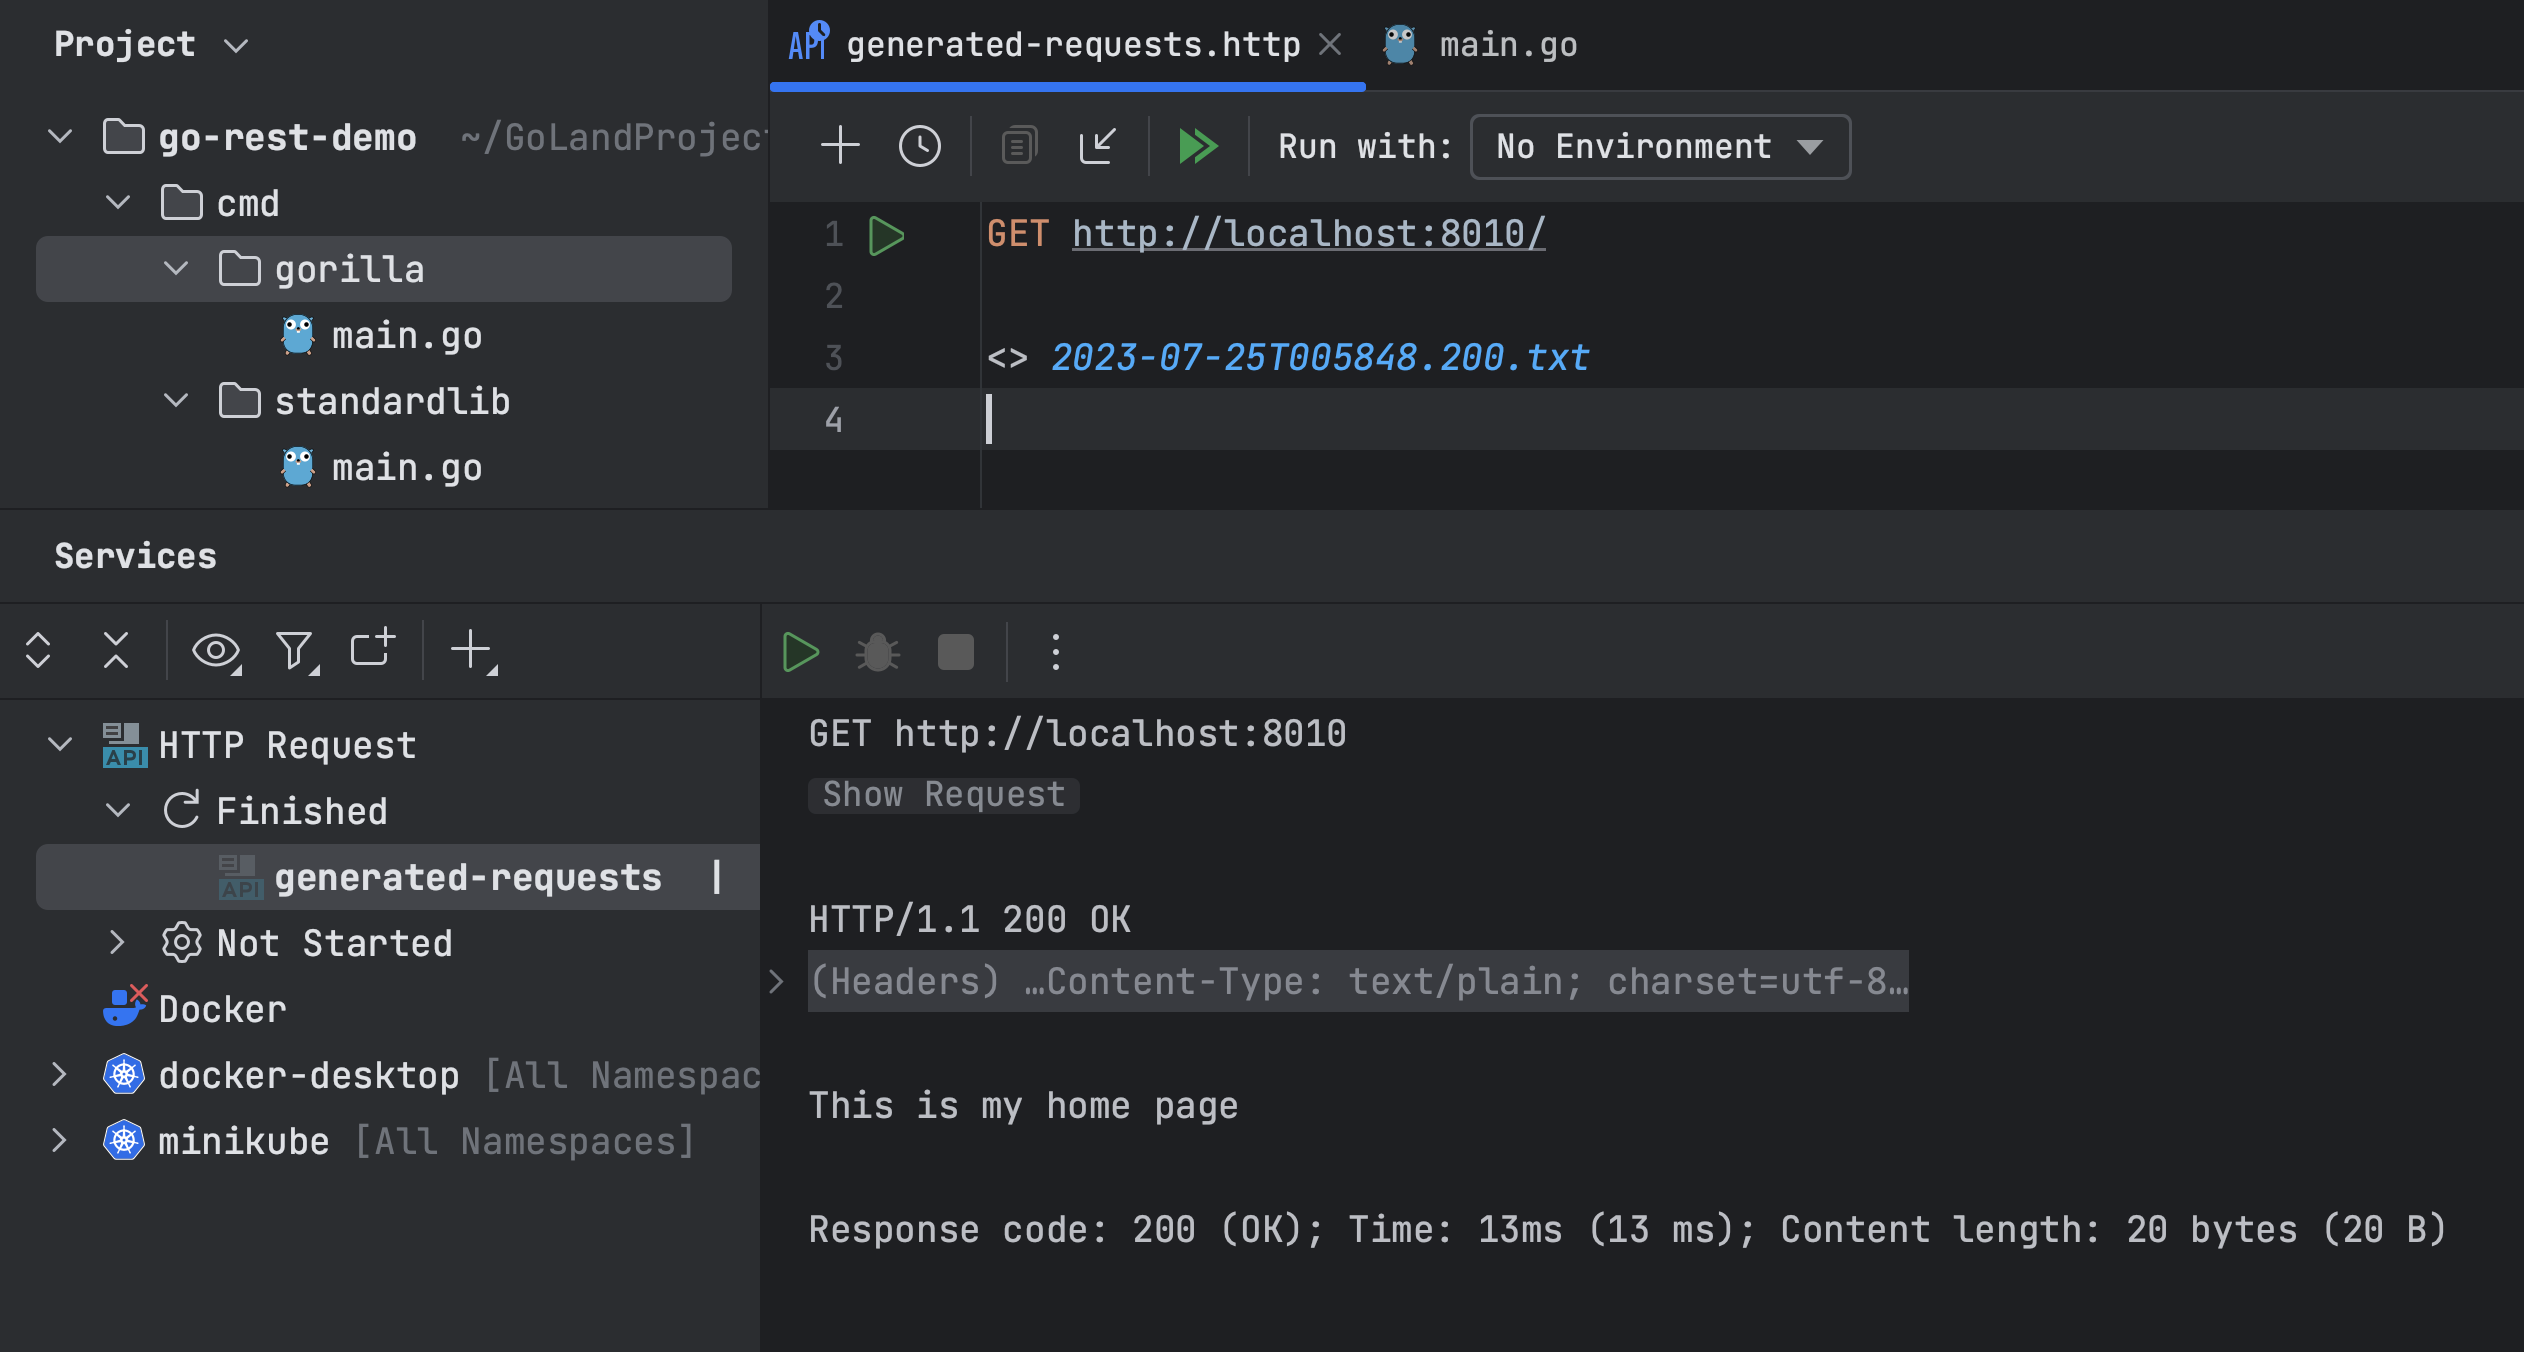 Project
go-rest-demo ~/GoLandProject
cmd
gorilla
main.go
standardlib
main.go
API generated-requests.http
main.go
Run with: No Environment
1 GET http://localhost:8010/
2
3 <> 2023-07-25T005848.200.txt
4
Services
API HTTP Request
Finished
API generated-requests |
Not Started
Docker
docker-desktop [All Namespac
minikube [All Namespaces]
GET http://localhost:8010
Show Request
HTTP/1.1 200 OK
(Headers) …Content-Type: text/plain; charset=utf-8…
This is my home page
Response code: 200 (OK); Time: 13ms (13 ms); Content length: 20 bytes (20 B)